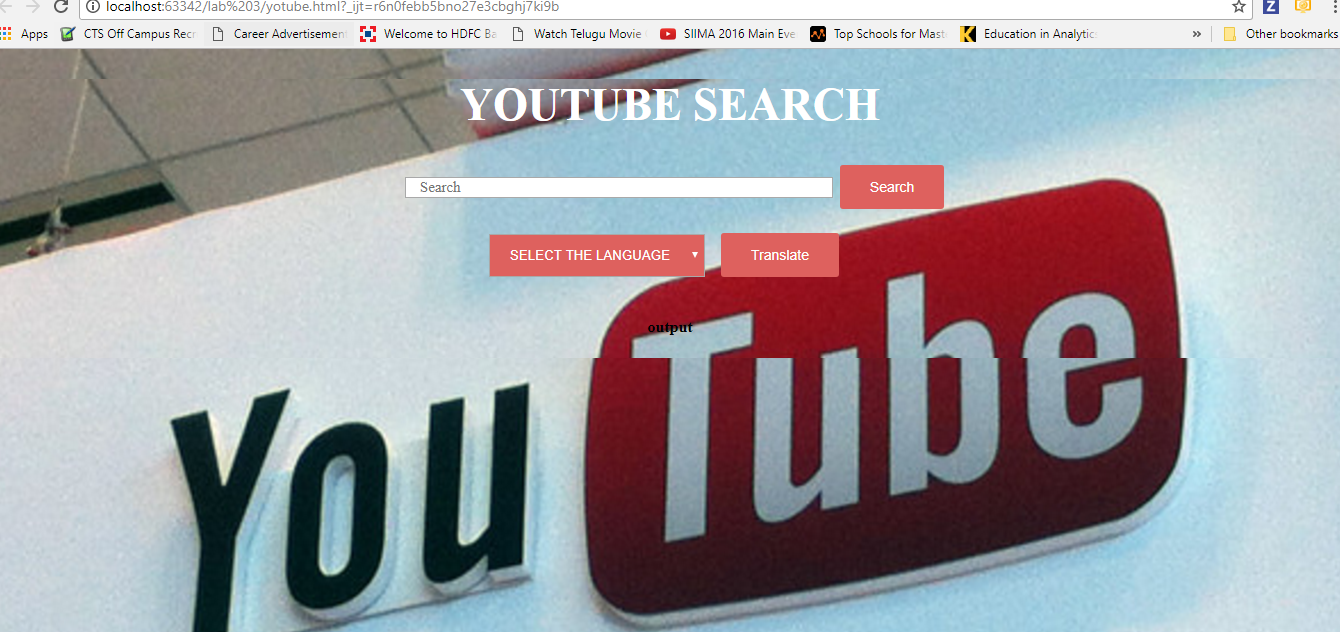 localhost:63342/lab%203/yotube.html?_ijt=r6n0febb5bno27e3cbghj7ki9b
Apps CTS Off Campus Recr Career Advertisement Welcome to HDFC Ba Watch Telugu Movie SIIMA 2016 Main Eve Top Schools for Mast Education in Analytic » Other bookmarks
YOUTUBE SEARCH
Search Search
SELECT THE LANGUAGE Translate
output
YouTube